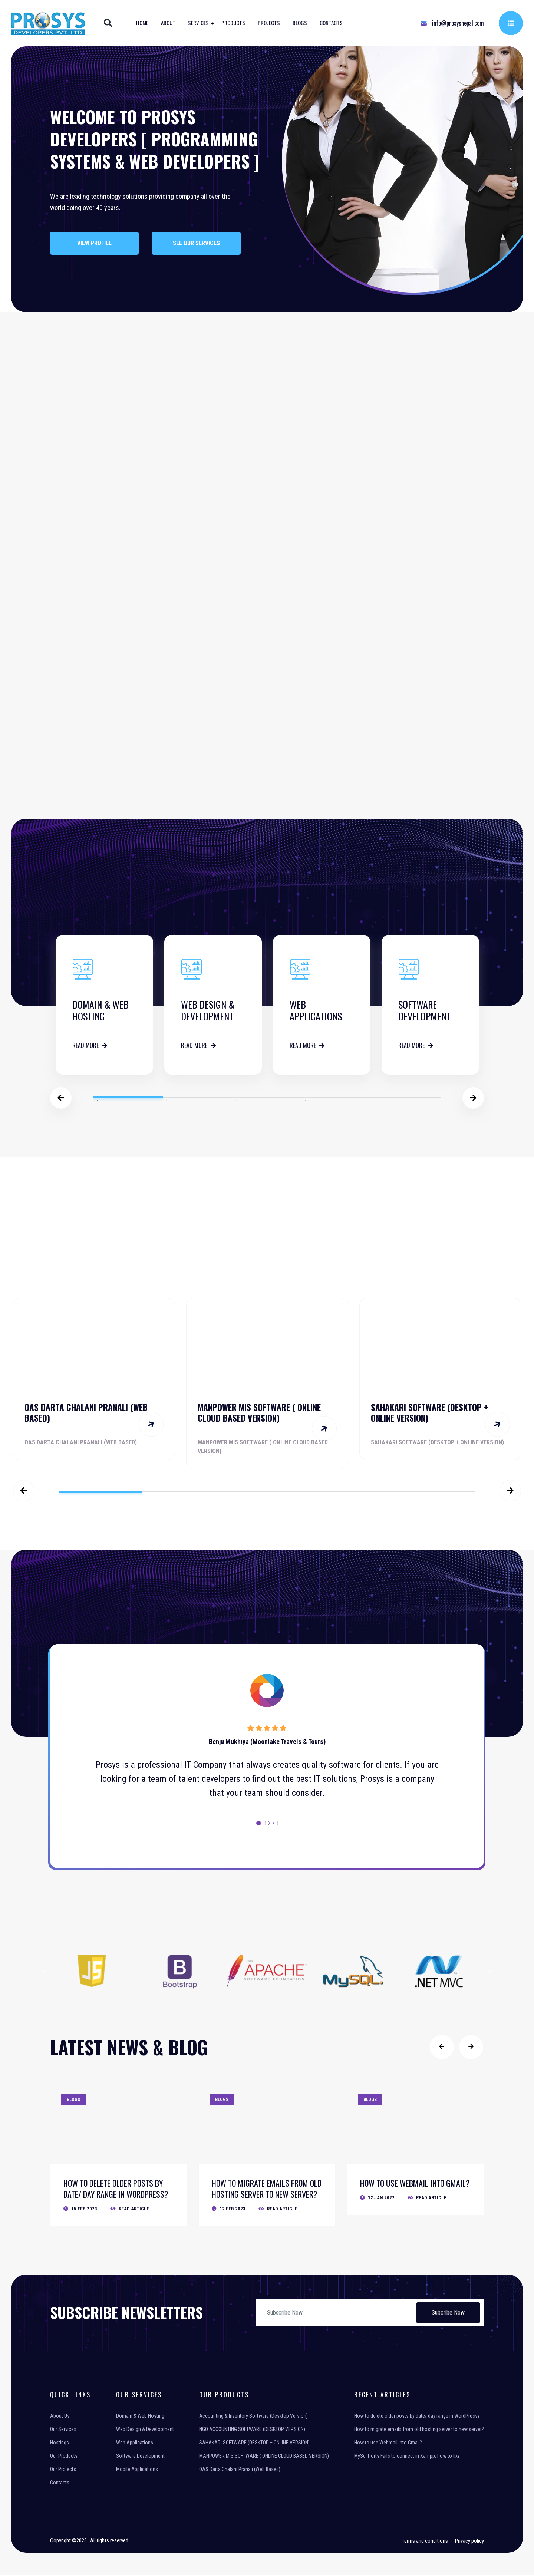 PROSYS
DEVELOPERS PVT. LTD.
HOME
ABOUT
SERVICES +
PRODUCTS
PROJECTS
BLOGS
CONTACTS
info@prosysnepal.com
WELCOME TO PROSYS
DEVELOPERS [ PROGRAMMING
SYSTEMS & WEB DEVELOPERS ]
We are leading technology solutions providing company all over the
world doing over 40 years.
VIEW PROFILE
SEE OUR SERVICES
DOMAIN & WEB
HOSTING
READ MORE
WEB DESIGN &
DEVELOPMENT
READ MORE
WEB
APPLICATIONS
READ MORE
SOFTWARE
DEVELOPMENT
READ MORE
OAS DARTA CHALANI PRANALI (WEB
BASED)
OAS DARTA CHALANI PRANALI (WEB BASED)
MANPOWER MIS SOFTWARE ( ONLINE
CLOUD BASED VERSION)
MANPOWER MIS SOFTWARE ( ONLINE CLOUD BASED
VERSION)
SAHAKARI SOFTWARE (DESKTOP +
ONLINE VERSION)
SAHAKARI SOFTWARE (DESKTOP + ONLINE VERSION)
Benju Mukhiya (Moonlake Travels & Tours)
Prosys is a professional IT Company that always creates quality software for clients. If you are
looking for a team of talent developers to find out the best IT solutions, Prosys is a company
that your team should consider.
JS
B
Bootstrap
THE
APACHE
SOFTWARE FOUNDATION
MySQL
.NET MVC
LATEST NEWS & BLOG
BLOGS
HOW TO DELETE OLDER POSTS BY
DATE/ DAY RANGE IN WORDPRESS?
15 FEB 2023
READ ARTICLE
BLOGS
HOW TO MIGRATE EMAILS FROM OLD
HOSTING SERVER TO NEW SERVER?
12 FEB 2023
READ ARTICLE
BLOGS
HOW TO USE WEBMAIL INTO GMAIL?
12 JAN 2022
READ ARTICLE
SUBSCRIBE NEWSLETTERS
Subscribe Now
Subcribe Now
QUICK LINKS
About Us
Our Services
Hostings
Our Products
Our Projects
Contacts
OUR SERVICES
Domain & Web Hosting
Web Design & Development
Web Applications
Software Development
Mobile Applications
OUR PRODUCTS
Accounting & Inventory Software (Desktop Version)
NGO ACCOUNTING SOFTWARE (DESKTOP VERSION)
SAHAKARI SOFTWARE (DESKTOP + ONLINE VERSION)
MANPOWER MIS SOFTWARE ( ONLINE CLOUD BASED VERSION)
OAS Darta Chalani Pranali (Web Based)
RECENT ARTICLES
How to delete older posts by date/ day range in WordPress?
How to migrate emails from old hosting server to new server?
How to use Webmail into Gmail?
MySql Ports Fails to connect in Xampp, how to fix?
Copyright ©2023 . All rights reserved.
Terms and conditions
Privacy policy